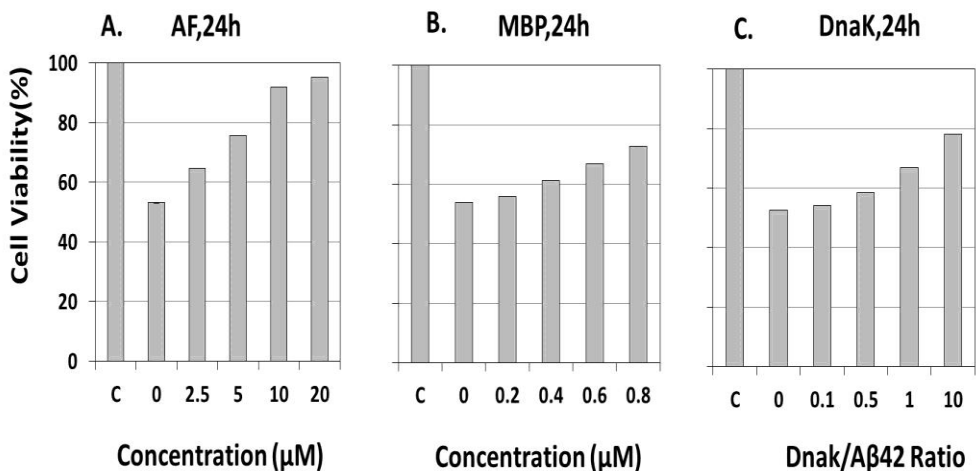 A. AF,24h
B. MBP,24h
C. DnaK,24h
Cell Viability(%)
100
80
60
40
20
0
C 0 2.5 5 10 20
C 0 0.2 0.4 0.6 0.8
C 0 0.1 0.5 1 10
Concentration (μM)
Concentration (μM)
Dnak/Aβ42 Ratio